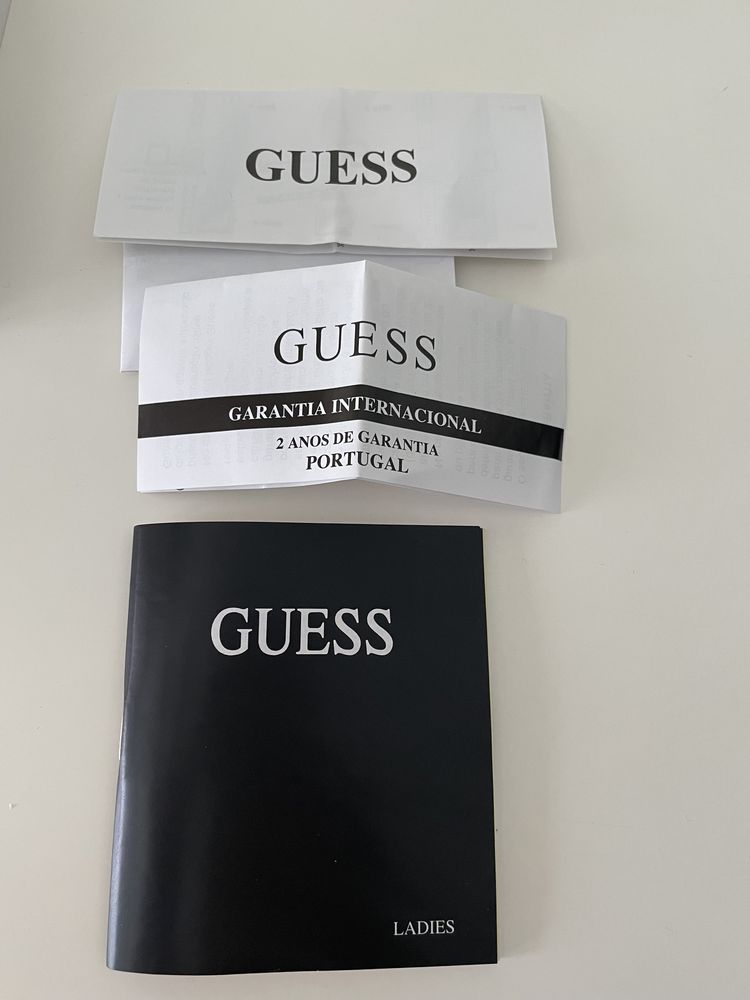 GUESS
GUESS
GARANTIA INTERNACIONAL
2 ANOS DE GARANTIA
PORTUGAL
GUESS
LADIES